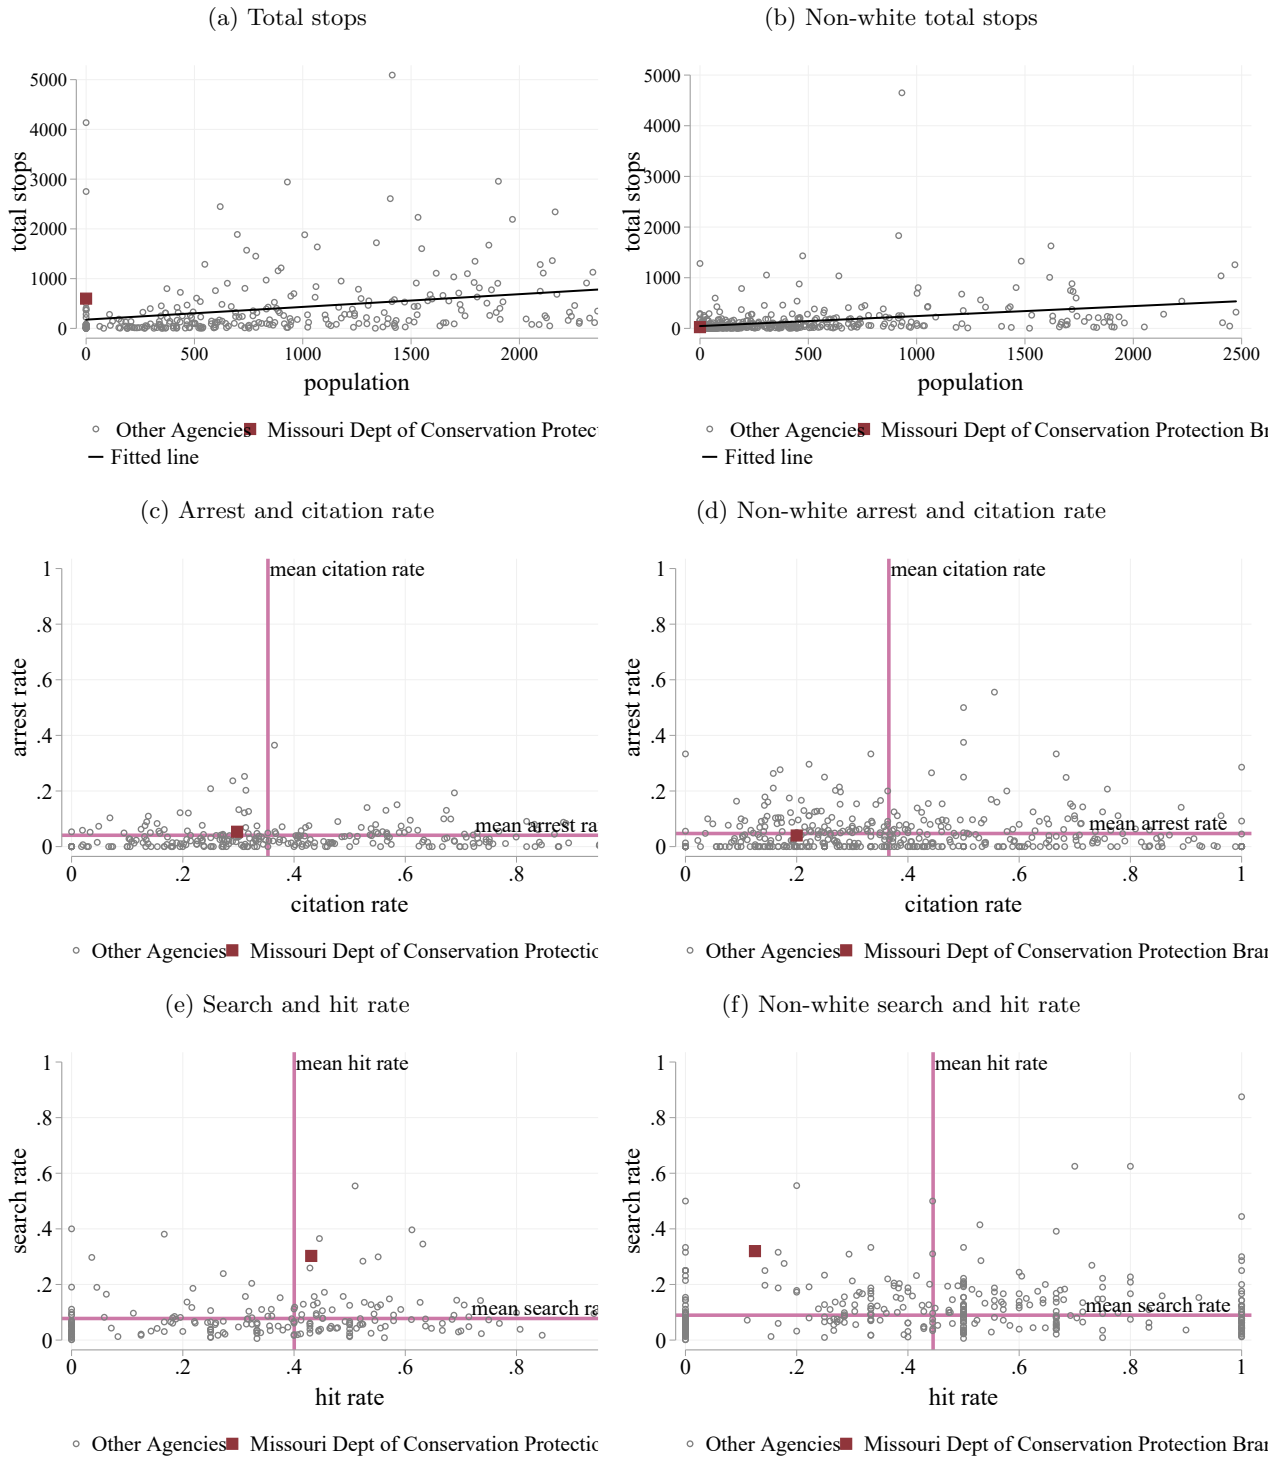 (a) Total stops
total stops
5000
4000
3000
2000
1000
0
0 500 1000 1500 2000
population
Other Agencies Missouri Dept of Conservation Protec
Fitted line
(b) Non-white total stops
total stops
5000
4000
3000
2000
1000
0
0 500 1000 1500 2000 2500
population
Other Agencies Missouri Dept of Conservation Protection Br
Fitted line
(c) Arrest and citation rate
arrest rate
1
.8
.6
.4
.2
0
mean citation rate
mean arrest ra
0 .2 .4 .6 .8
citation rate
Other Agencies Missouri Dept of Conservation Protectio
(d) Non-white arrest and citation rate
arrest rate
1
.8
.6
.4
.2
0
mean citation rate
mean arrest rate
0 .2 .4 .6 .8 1
citation rate
Other Agencies Missouri Dept of Conservation Protection Bra
(e) Search and hit rate
search rate
1
.8
.6
.4
.2
0
mean hit rate
mean search ra
0 .2 .4 .6 .8
hit rate
Other Agencies Missouri Dept of Conservation Protectio
(f) Non-white search and hit rate
search rate
1
.8
.6
.4
.2
0
mean hit rate
mean search rate
0 .2 .4 .6 .8 1
hit rate
Other Agencies Missouri Dept of Conservation Protection Bra